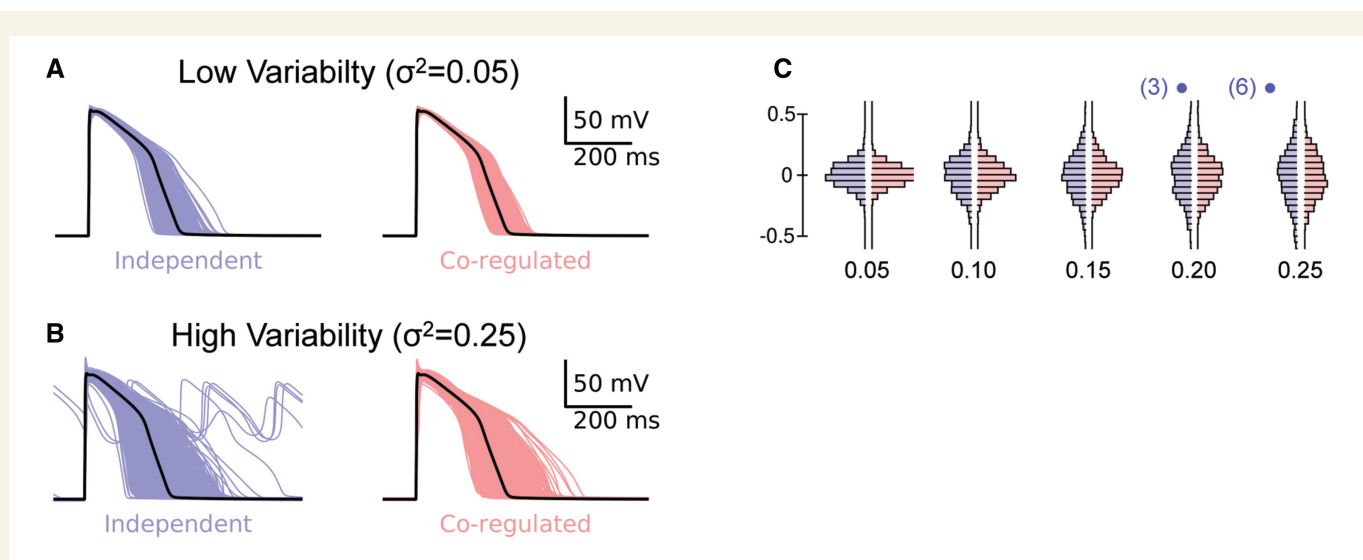 A
Low Variabilty (σ²=0.05)
50 mV
200 ms
Independent
Co-regulated
B
High Variability (σ²=0.25)
50 mV
200 ms
Independent
Co-regulated
C
(3) (6)
0.5
0
-0.5
0.05 0.10 0.15 0.20 0.25